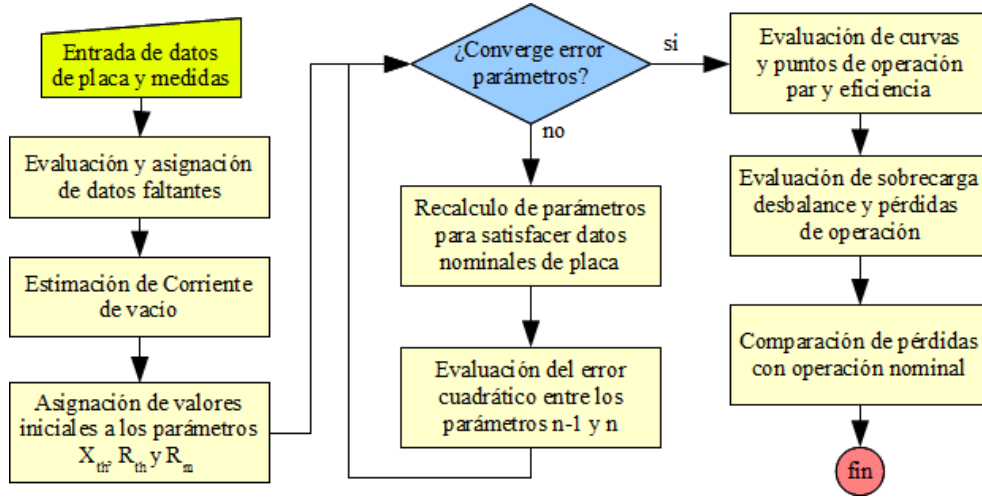 Entrada de datos
de placa y medidas
Evaluación y asignación
de datos faltantes
Estimación de Corriente
de vacío
Asignación de valores
iniciales a los parámetros
X_th, R_th y R_m
¿Converge error
parámetros?
si
no
Recalculo de parámetros
para satisfacer datos
nominales de placa
Evaluación del error
cuadrático entre los
parámetros n-1 y n
Evaluación de curvas
y puntos de operación
par y eficiencia
Evaluación de sobrecarga
desbalance y pérdidas
de operación
Comparación de pérdidas
con operación nominal
fin